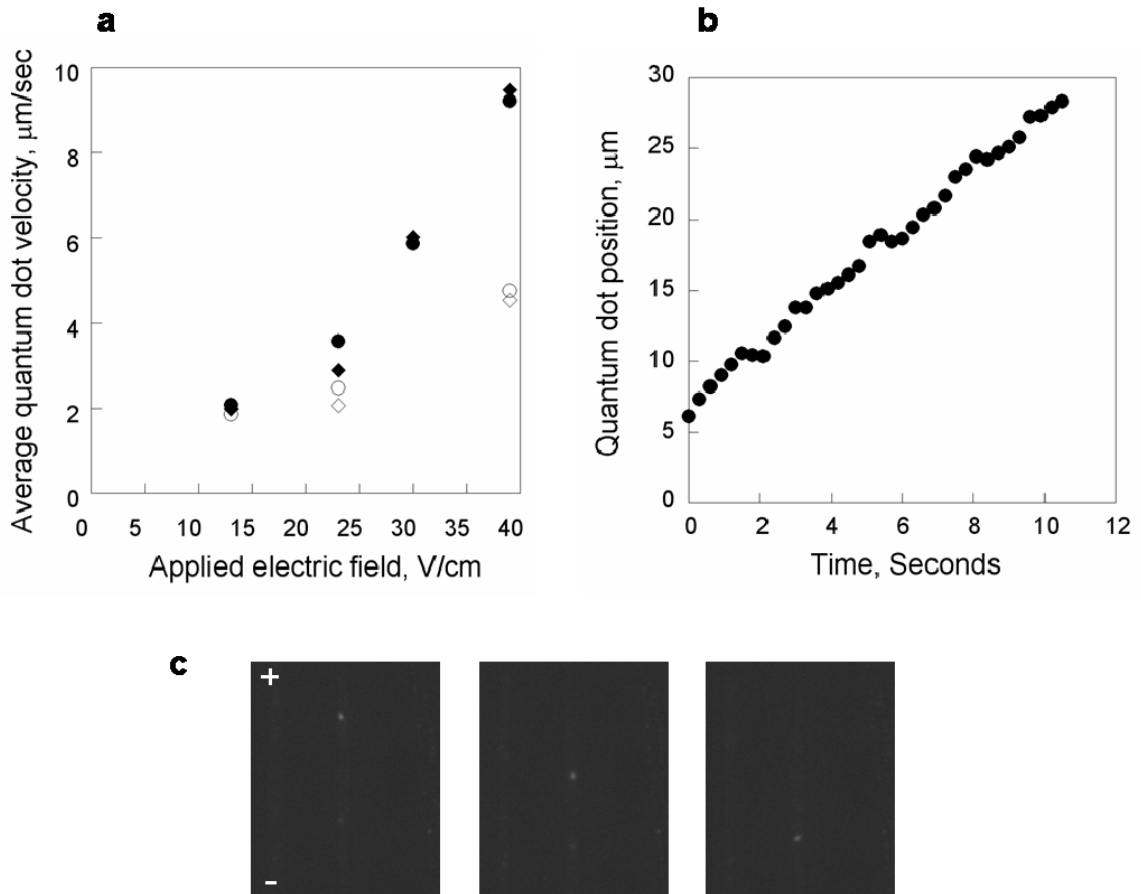 a
Average quantum dot velocity, μm/sec
10
8
6
4
2
0
0 5 10 15 20 25 30 35 40
Applied electric field, V/cm
b
Quantum dot position, μm
30
25
20
15
10
5
0
0 2 4 6 8 10 12
Time, Seconds
c
+
-